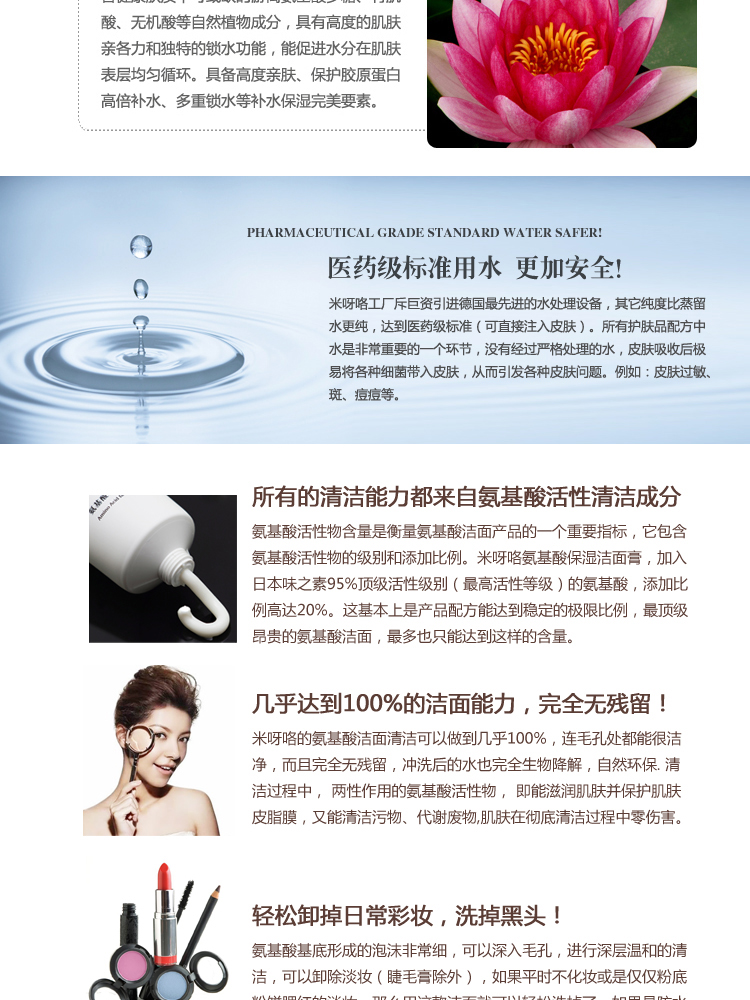 酸、无机酸等自然植物成分，具有高度的肌肤
亲各力和独特的锁水功能，能促进水分在肌肤
表层均匀循环。具备高度亲肤、保护胶原蛋白
高倍补水、多重锁水等补水保湿完美要素。
PHARMACEUTICAL GRADE STANDARD WATER SAFER!
医药级标准用水 更加安全!
米呀咯工厂斥巨资引进德国最先进的水处理设备，其它纯度比蒸留
水更纯，达到医药级标准（可直接注入皮肤）。所有护肤品配方中
水是非常重要的一个环节，没有经过严格处理的水，皮肤吸收后极
易将各种细菌带入皮肤，从而引发各种皮肤问题。例如：皮肤过敏、
斑、痘痘等。
所有的清洁能力都来自氨基酸活性清洁成分
氨基酸活性物含量是衡量氨基酸洁面产品的一个重要指标，它包含
氨基酸活性物的级别和添加比例。米呀咯氨基酸保湿洁面膏，加入
日本味之素95%顶级活性级别（最高活性等级）的氨基酸，添加比
例高达20%。这基本上是产品配方能达到稳定的极限比例，最顶级
昂贵的氨基酸洁面，最多也只能达到这样的含量。
几乎达到100%的洁面能力，完全无残留！
米呀咯的氨基酸洁面清洁可以做到几乎100%，连毛孔处都能很洁
净，而且完全无残留，冲洗后的水也完全生物降解，自然环保. 清
洁过程中， 两性作用的氨基酸活性物， 即能滋润肌肤并保护肌肤
皮脂膜，又能清洁污物、代谢废物,肌肤在彻底清洁过程中零伤害。
轻松卸掉日常彩妆，洗掉黑头！
氨基酸基底形成的泡沫非常细，可以深入毛孔，进行深层温和的清
洁，可以卸除淡妆（睫毛膏除外），如果平时不化妆或是仅仅粉底